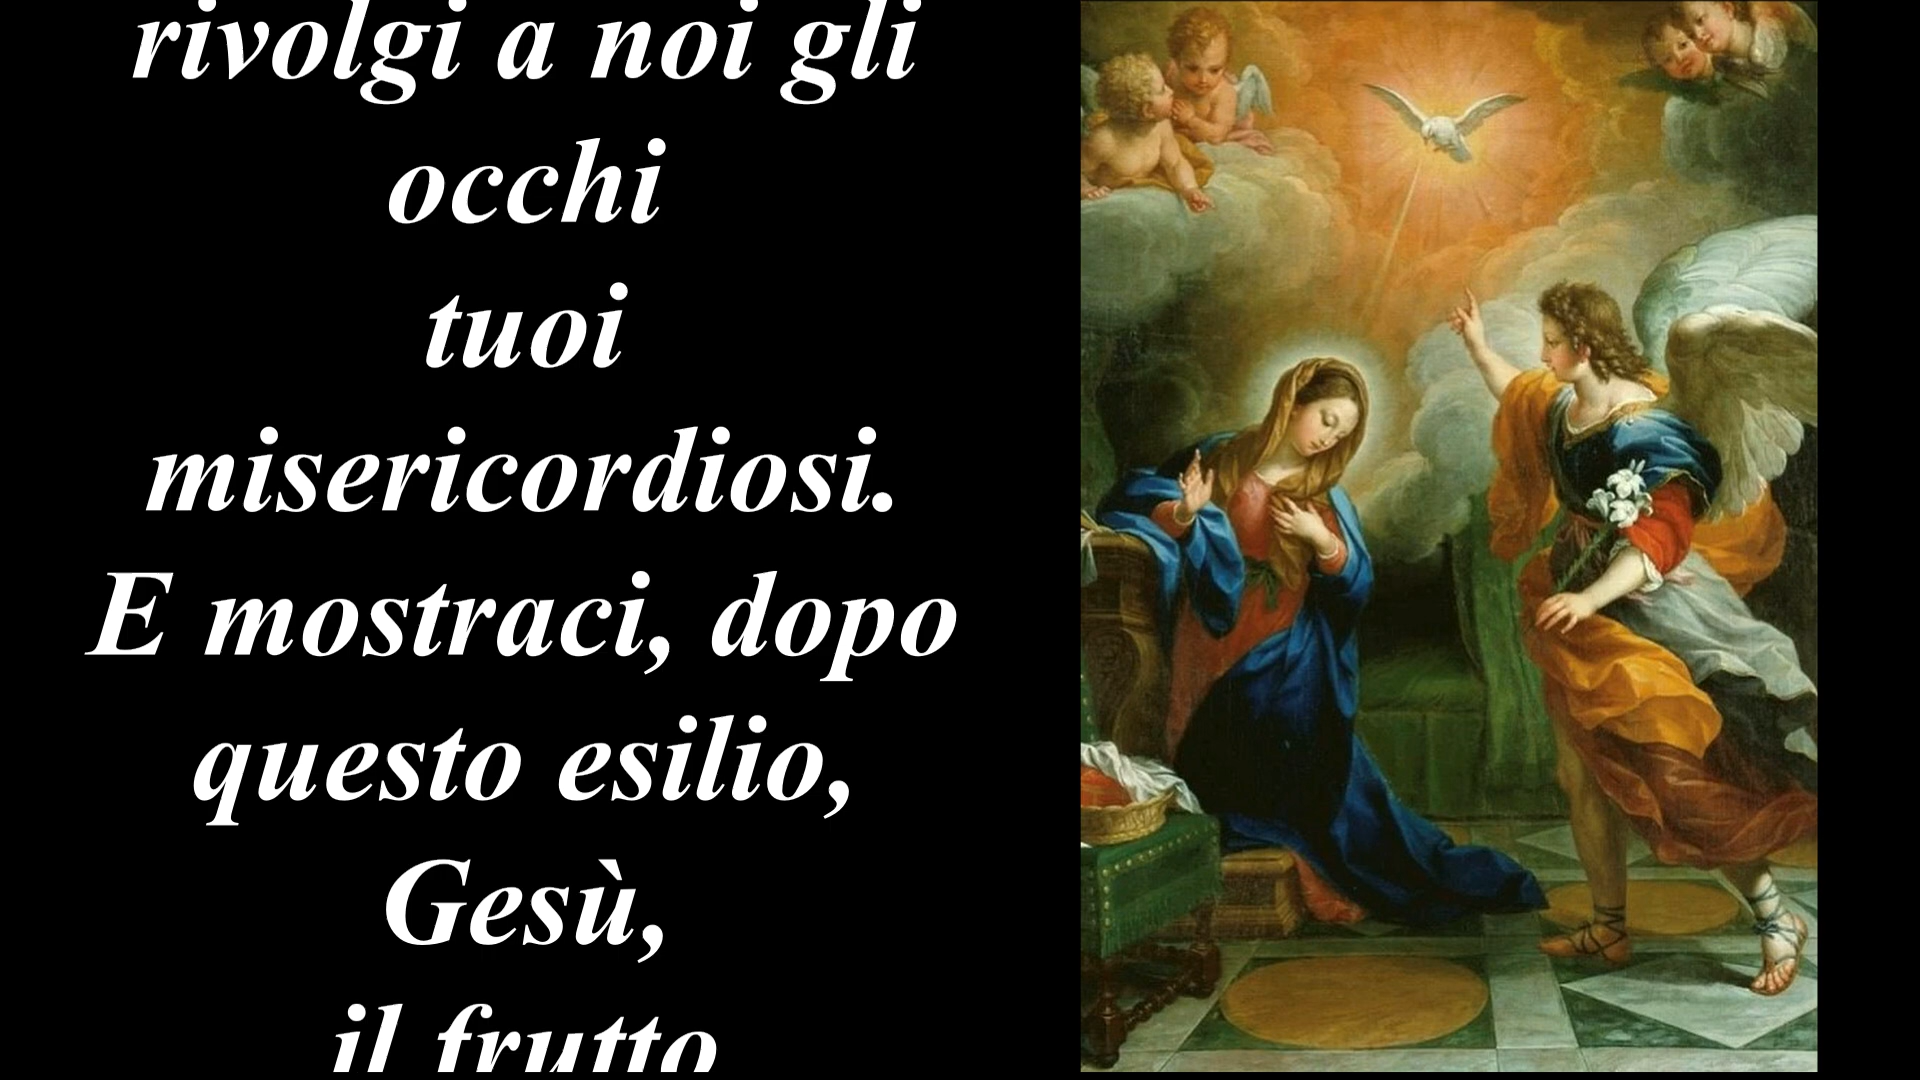 rivolgi a noi gli
occhi
tuoi
misericordiosi.
E mostraci, dopo
questo esilio,
Gesù,
il frutto